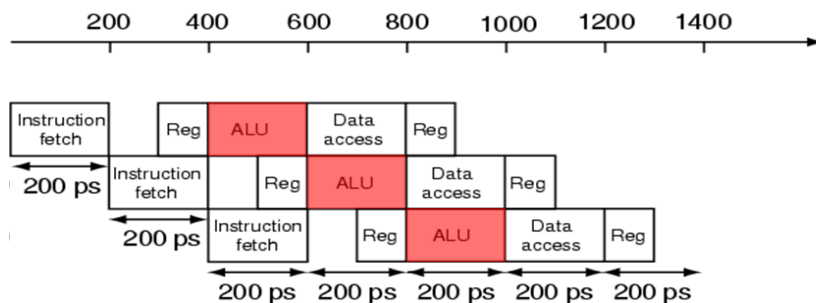 200 400 600 800 1000 1200 1400
Instruction
fetch
Reg
ALU
Data
access
Reg
200 ps
Instruction
fetch
Reg
ALU
Data
access
Reg
200 ps
Instruction
fetch
Reg
ALU
Data
access
Reg
200 ps 200 ps 200 ps 200 ps 200 ps